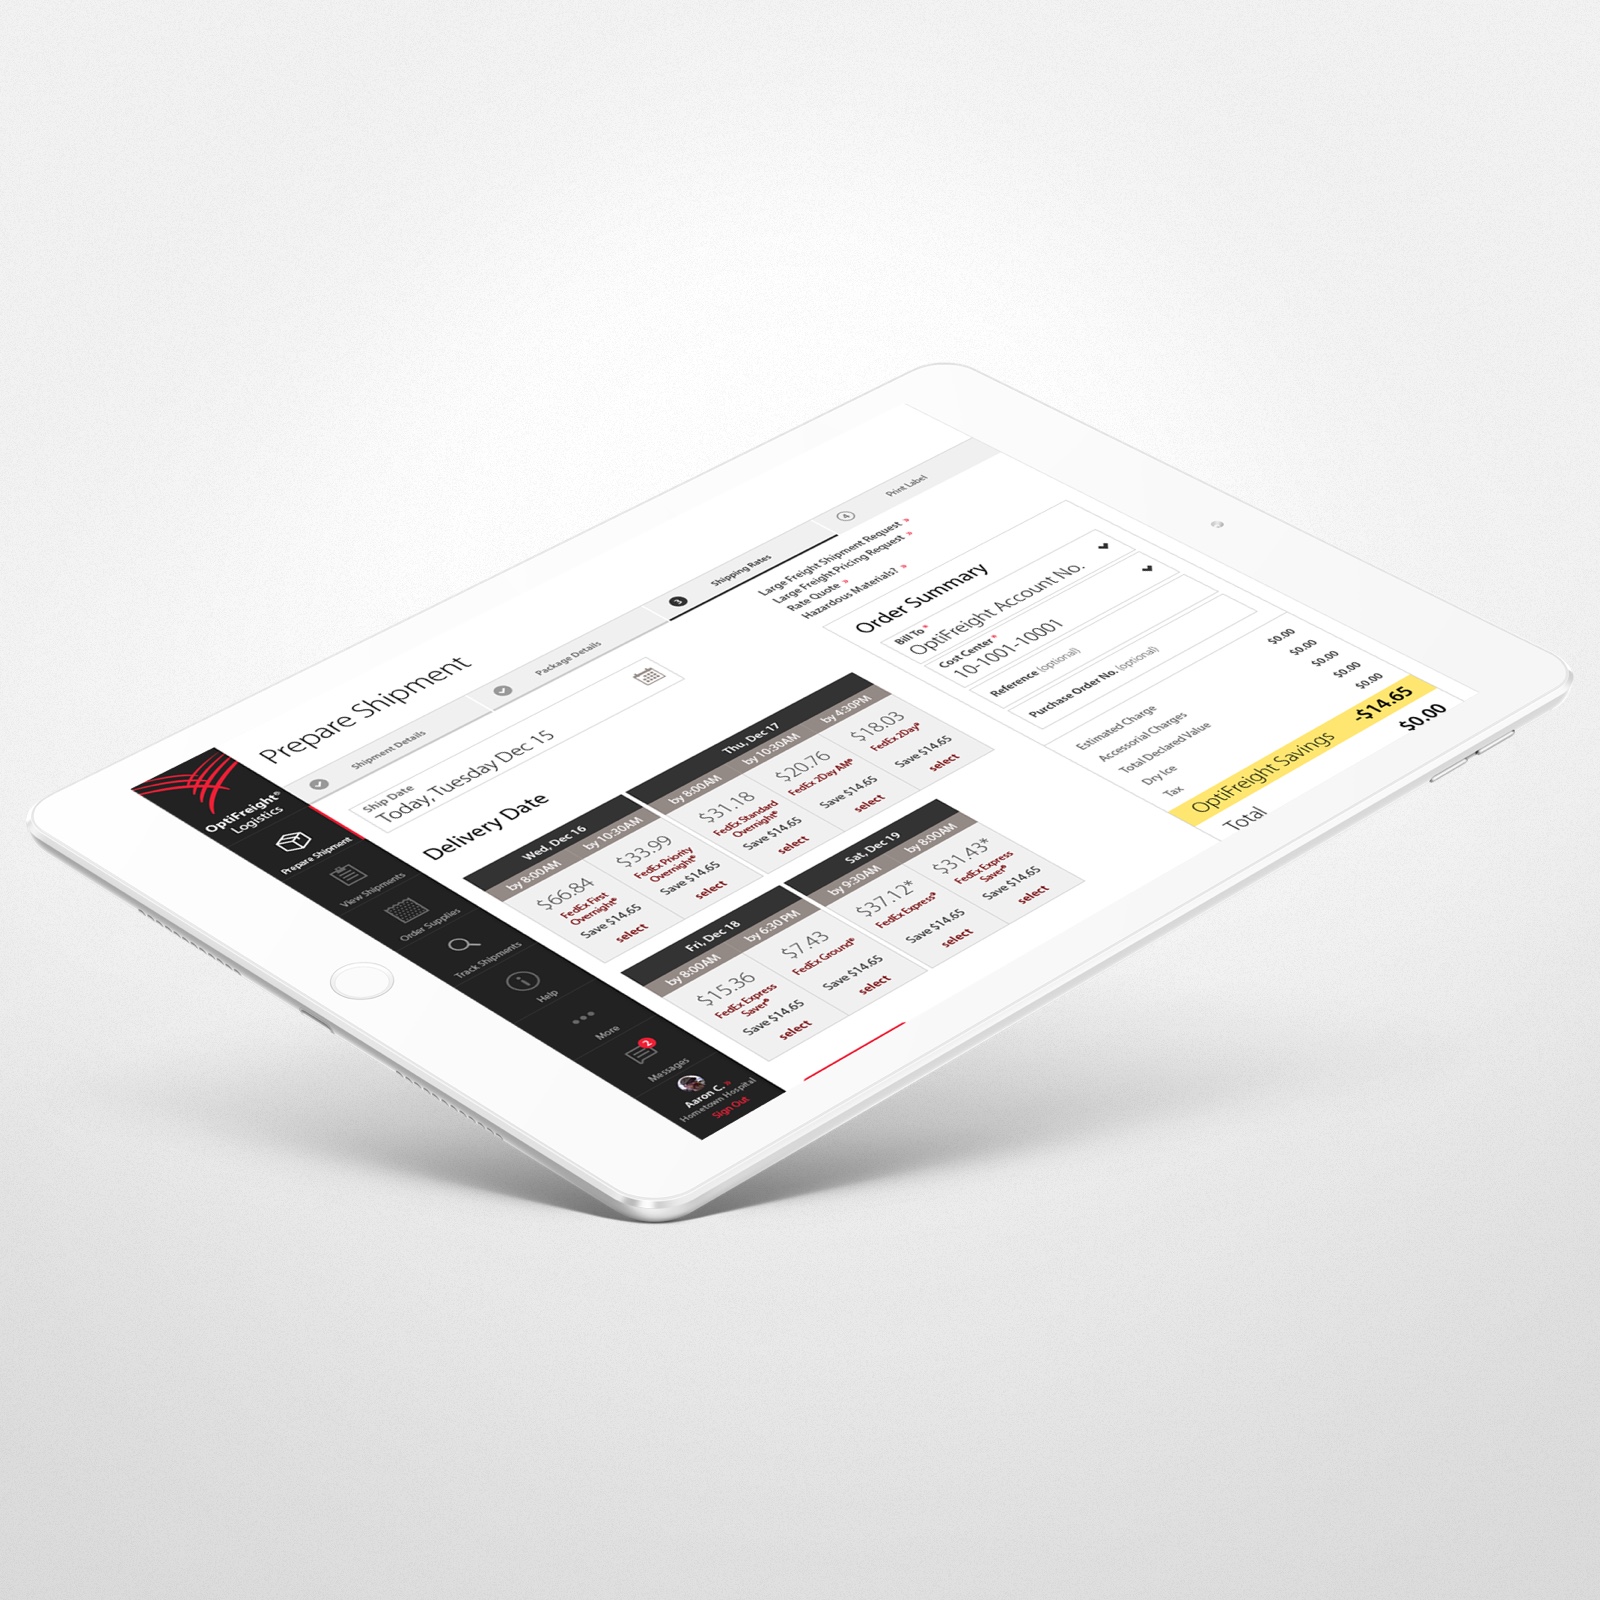 OptiFreight®
Logistics
Prepare Shipment
View Shipments
Order Supplies
Track Shipments
Help
More
2
Messages
Aaron C. »
Hometown Hospital
Sign Out
Prepare Shipment
Shipment Details
Package Details
3 Shipping Rates
4 Print Label
Ship Date
Today, Tuesday Dec 15
Large Freight Shipment Request »
Large Freight Pricing Request »
Rate Quote »
Hazardous Materials? »
Delivery Date
Wed, Dec 16
by 8:00AM by 10:30AM
$66.84
FedEx First
Overnight®
Save $14.65
select
$33.99
FedEx Priority
Overnight®
Save $14.65
select
Thu, Dec 17
by 8:00AM by 10:30AM by 4:30PM
$31.18
FedEx Standard
Overnight®
Save $14.65
select
$20.76
FedEx 2Day AM®
Save $14.65
select
$18.03
FedEx 2Day®
Save $14.65
select
Fri, Dec 18
by 8:00AM by 6:30 PM
$15.36
FedEx Express
Saver®
Save $14.65
select
$7.43
FedEx Ground®
Save $14.65
select
Sat, Dec 19
by 9:30AM by 8:00AM
$37.12*
FedEx Express®
Save $14.65
select
$31.43*
FedEx Express
Saver®
Save $14.65
select
Order Summary
Bill To *
OptiFreight Account No.
Cost Center *
10-1001-10001
Reference (optional)
Purchase Order No. (optional)
Estimated Charge $0.00
Accessorial Charges $0.00
Total Declared Value $0.00
Dry Ice $0.00
Tax $0.00
OptiFreight Savings -$14.65
Total $0.00